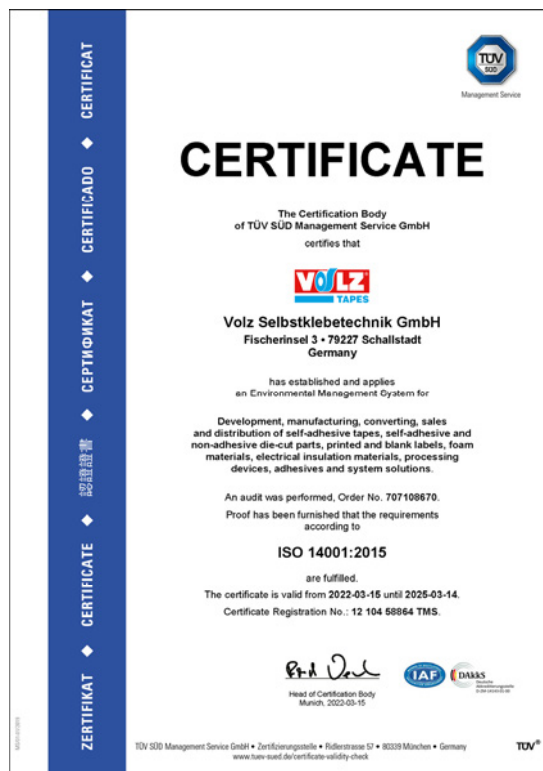 TÜV
SÜD
Management Service
ZERTIFIKAT ◆ CERTIFICATE ◆ 認證證書 ◆ СЕРТИФИКАТ ◆ CERTIFICADO ◆ CERTIFICAT
CERTIFICATE
The Certification Body
of TÜV SÜD Management Service GmbH
certifies that
VOLZ
TAPES
Volz Selbstklebetechnik GmbH
Fischerinsel 3 • 79227 Schallstadt
Germany
has established and applies
an Environmental Management System for
Development, manufacturing, converting, sales
and distribution of self-adhesive tapes, self-adhesive and
non-adhesive die-cut parts, printed and blank labels, foam
materials, electrical insulation materials, processing
devices, adhesives and system solutions.
An audit was performed, Order No. 707108670.
Proof has been furnished that the requirements
according to
ISO 14001:2015
are fulfilled.
The certificate is valid from 2022-03-15 until 2025-03-14.
Certificate Registration No.: 12 104 58864 TMS.
Head of Certification Body
Munich, 2022-03-15
IAF
DAkkS
Deutsche
Akkreditierungsstelle
TÜV SÜD Management Service GmbH • Zertifizierungsstelle • Ridlerstrasse 57 • 80339 München • Germany
www.tuev-sued.de/certificate-validity-check
TÜV®